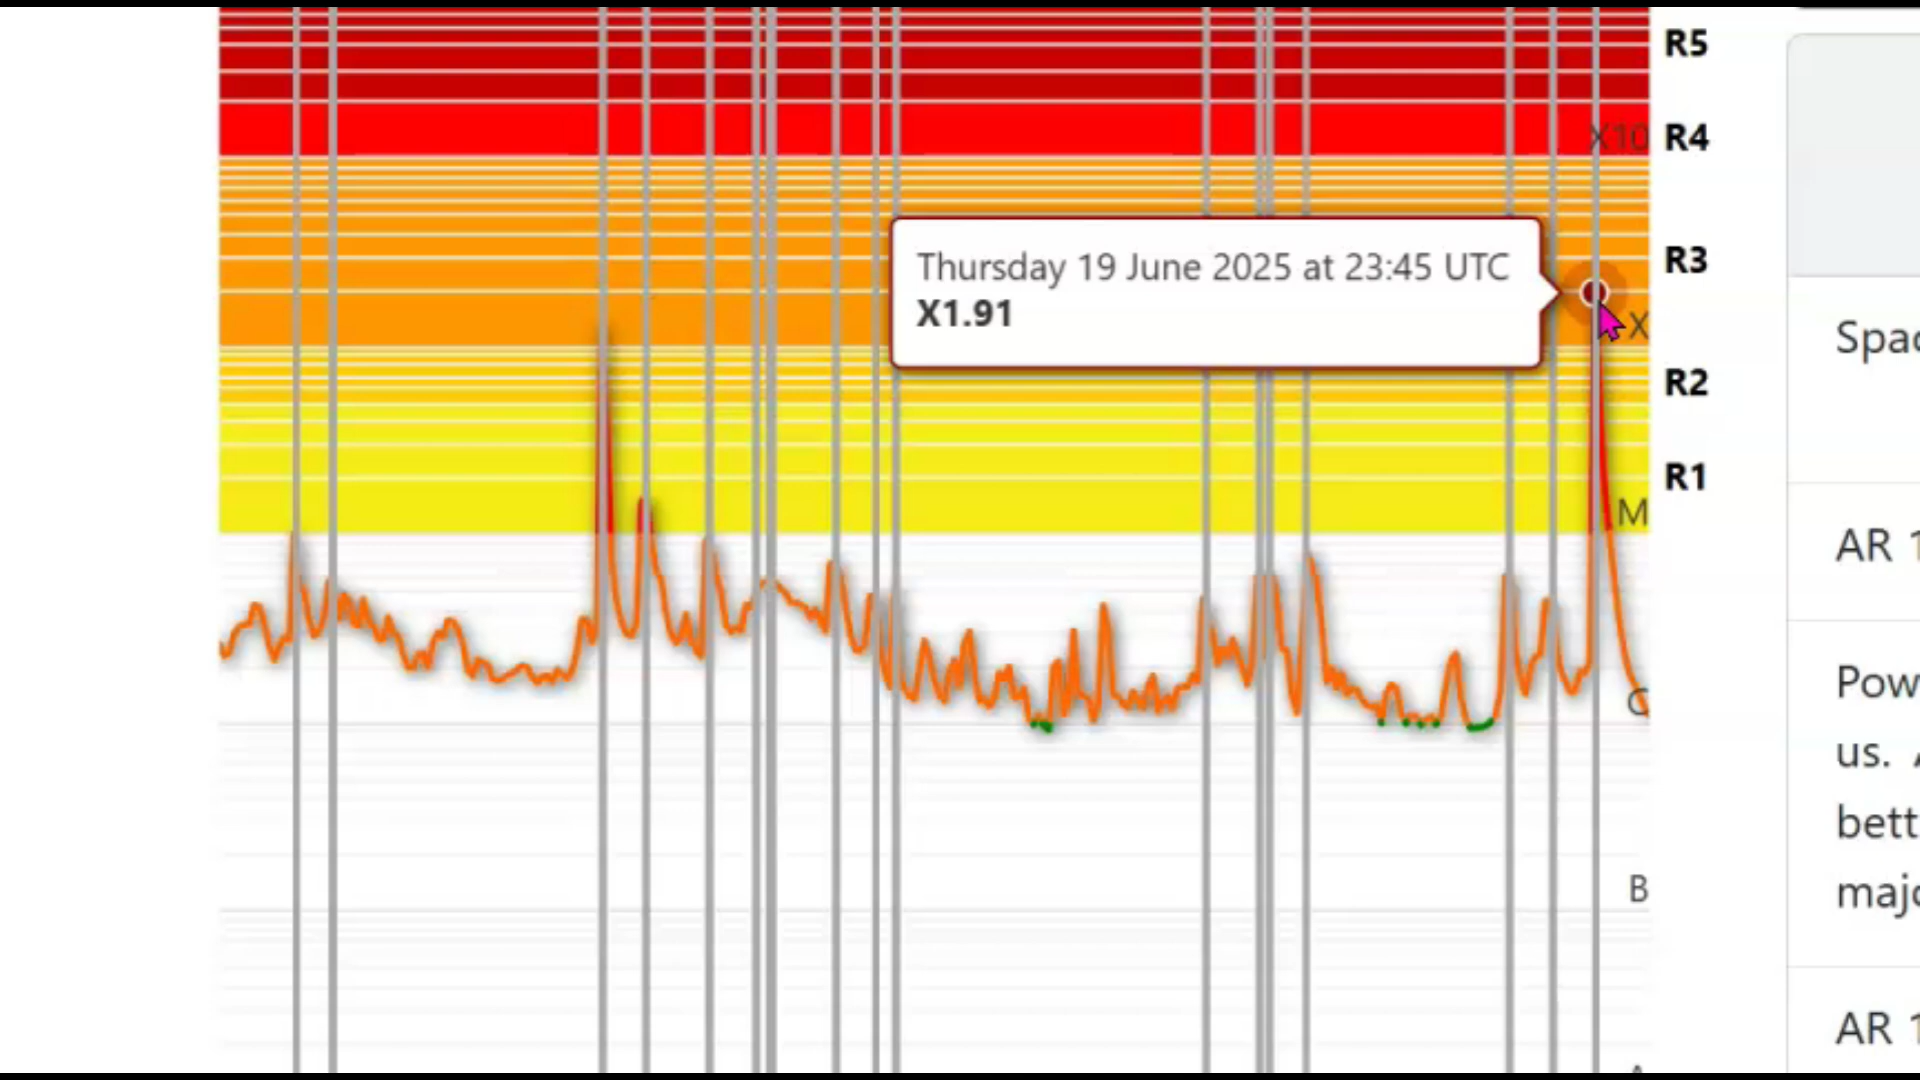 R5
X10 R4
R3
Thursday 19 June 2025 at 23:45 UTC
X1.91
X
R2
R1
M
C
B
Spac
AR 1
Pow
us. A
bett
majo
AR 1